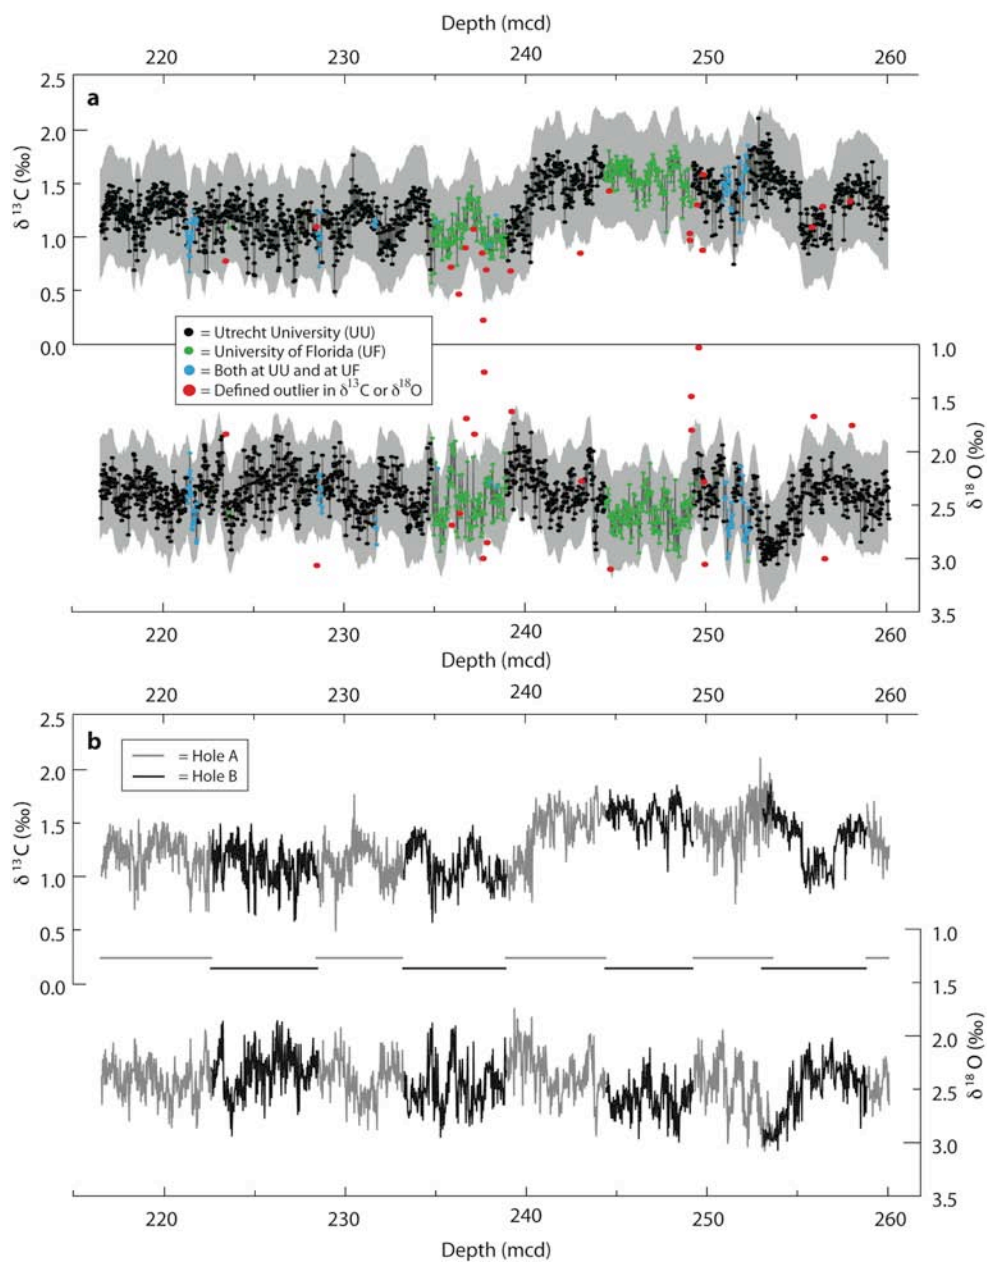 Depth (mcd)
220 230 240 250 260
a
2.5
2.0
1.5
1.0
0.5
0.0
δ¹³C (‰)
● = Utrecht University (UU)
● = University of Florida (UF)
● = Both at UU and at UF
● = Defined outlier in δ¹³C or δ¹⁸O
1.0
1.5
2.0
2.5
3.0
3.5
δ¹⁸O (‰)
220 230 240 250 260
Depth (mcd)
220 230 240 250 260
b
2.5
2.0
1.5
1.0
0.5
0.0
δ¹³C (‰)
= Hole A
= Hole B
1.0
1.5
2.0
2.5
3.0
3.5
δ¹⁸O (‰)
220 230 240 250 260
Depth (mcd)